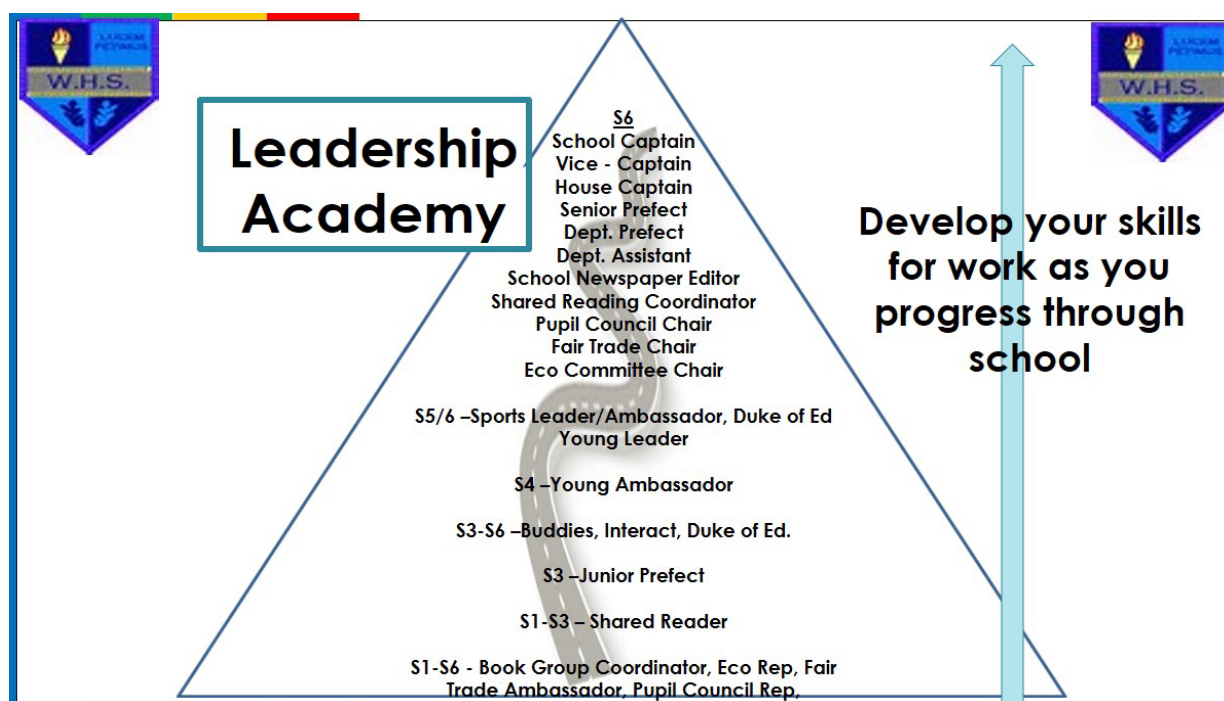 LUCEM
PETIMUS
W.H.S.
LUCEM
PETIMUS
W.H.S.
Leadership
Academy
S6
School Captain
Vice - Captain
House Captain
Senior Prefect
Dept. Prefect
Dept. Assistant
School Newspaper Editor
Shared Reading Coordinator
Pupil Council Chair
Fair Trade Chair
Eco Committee Chair
S5/6 –Sports Leader/Ambassador, Duke of Ed
Young Leader
S4 –Young Ambassador
S3-S6 –Buddies, Interact, Duke of Ed.
S3 –Junior Prefect
S1-S3 – Shared Reader
S1-S6 - Book Group Coordinator, Eco Rep, Fair
Trade Ambassador, Pupil Council Rep,
Develop your skills
for work as you
progress through
school